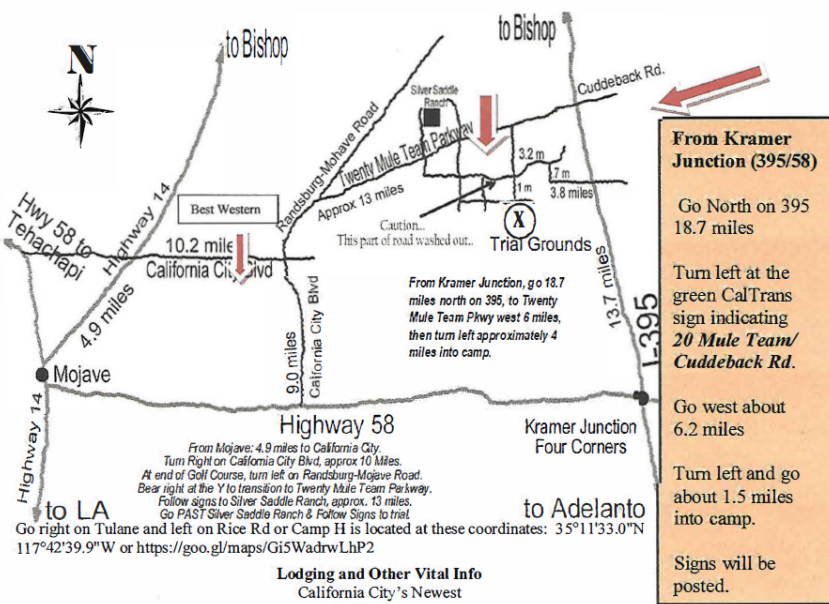 N
to Bishop
to Bishop
Cuddeback Rd.
Silver Saddle
Ranch
Randsburg-Mohave Road
Twenty Mule Team Parkway
Approx 13 miles
3.2 m
.7 m
1 m
3.8 miles
Hwy 58 to
Tehachapi
Highway 14
Best Western
10.2 mile
California City Blvd
4.9 miles
Caution...
This part of road washed out..
X
Trial Grounds
From Kramer Junction, go 18.7
miles north on 395, to Twenty
Mule Team Pkwy west 6 miles,
then turn left approximately 4
miles into camp.
13.7 miles
I-395
9.0 miles
California City Blvd
Mojave
Highway 14
Highway 58
Kramer Junction
Four Corners
From Mojave: 4.9 miles to California City.
Turn Right on California City Blvd, approx 10 Miles.
At end of Golf Course, turn left on Randsburg-Mojave Road.
Bear right at the Y to transition to Twenty Mule Team Parkway.
Follow signs to Silver Saddle Ranch, approx. 13 miles.
Go PAST Silver Saddle Ranch & Follow Signs to trial.
to LA
to Adelanto
Go right on Tulane and left on Rice Rd or Camp H is located at these coordinates: 35°11'33.0"N
117°42'39.9"W or https://goo.gl/maps/Gi5WadrwLhP2
Lodging and Other Vital Info
California City's Newest
From Kramer
Junction (395/58)
Go North on 395
18.7 miles
Turn left at the
green CalTrans
sign indicating
20 Mule Team/
Cuddeback Rd.
Go west about
6.2 miles
Turn left and go
about 1.5 miles
into camp.
Signs will be
posted.